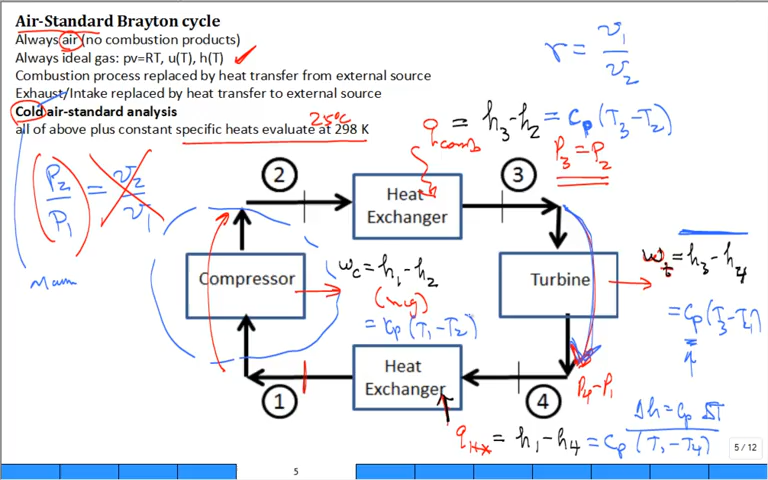 Air-Standard Brayton cycle
Always air (no combustion products)
Always ideal gas: pv=RT, u(T), h(T) ✓
Combustion process replaced by heat transfer from external source
Exhaust/Intake replaced by heat transfer to external source
Cold air-standard analysis
25°C
all of above plus constant specific heats evaluate at 298 K
r = v₁/v₂
q_comb = h₃-h₂ = Cp (T₃-T₂)
P₃ = P₂
(P₂/P₁) = v₂/v₁
2
Heat
Exchanger
3
Compressor
w_c = h₁-h₂
(neg)
= Cp (T₁-T₂)
Turbine
w_t = h₃-h₄
= Cp (T₃-T₄)
1
Heat
Exchanger
4
P₄-P₁
Δh = Cp ΔT
q_HX = h₁-h₄ = Cp (T₁-T₄)
5 / 12
5